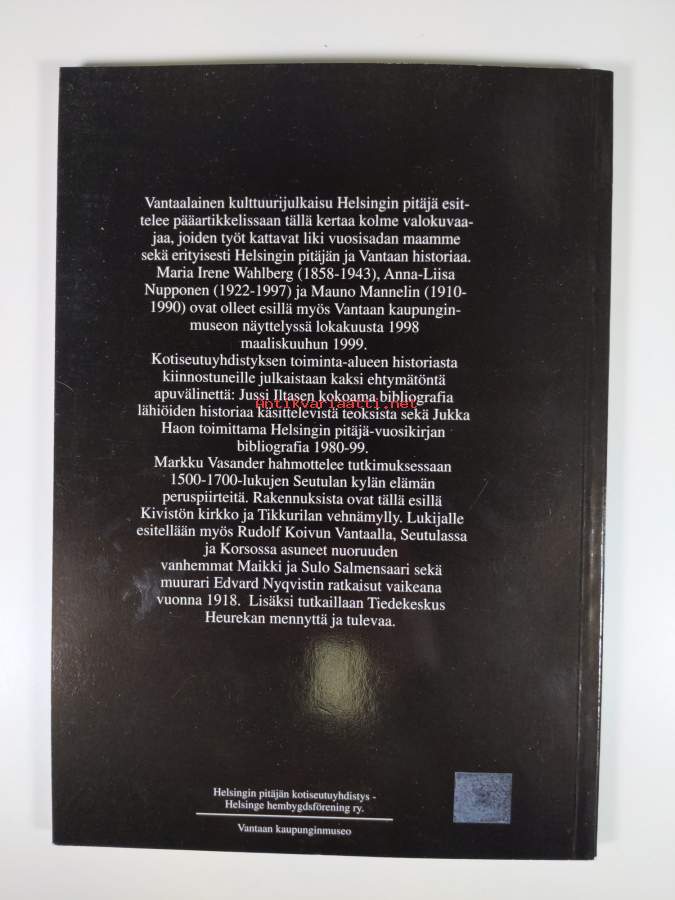 Vantaalainen kulttuurijulkaisu Helsingin pitäjä esit-
telee pääartikkelissaan tällä kertaa kolme valokuvaa-
jaa, joiden työt kattavat liki vuosisadan maamme
sekä erityisesti Helsingin pitäjän ja Vantaan historiaa.
Maria Irene Wahlberg (1858-1943), Anna-Liisa
Nupponen (1922-1997) ja Mauno Mannelin (1910-
1990) ovat olleet esillä myös Vantaan kaupungin-
museon näyttelyssä lokakuusta 1998
maaliskuuhun 1999.
Kotiseutuyhdistyksen toiminta-alueen historiasta
kiinnostuneille julkaistaan kaksi ehtymätöntä
apuvälinettä: Jussi Iltasen kokoama bibliografia
Antikvariaatti.net
lähiöiden historiaa käsittelevistä teoksista sekä Jukka
Haon toimittama Helsingin pitäjä-vuosikirjan
bibliografia 1980-99.
Markku Vasander hahmottelee tutkimuksessaan
1500-1700-lukujen Seutulan kylän elämän
peruspiirteitä. Rakennuksista ovat tällä esillä
Kivistön kirkko ja Tikkurilan vehnämylly. Lukijalle
esitellään myös Rudolf Koivun Vantaalla, Seutulassa
ja Korsossa asuneet nuoruuden
vanhemmat Maikki ja Sulo Salmensaari sekä
muurari Edvard Nyqvistin ratkaisut vaikeana
vuonna 1918. Lisäksi tutkaillaan Tiedekeskus
Heurekan mennyttä ja tulevaa.
Helsingin pitäjän kotiseutuyhdistys -
Helsinge hembygdsförening ry.
Vantaan kaupunginmuseo